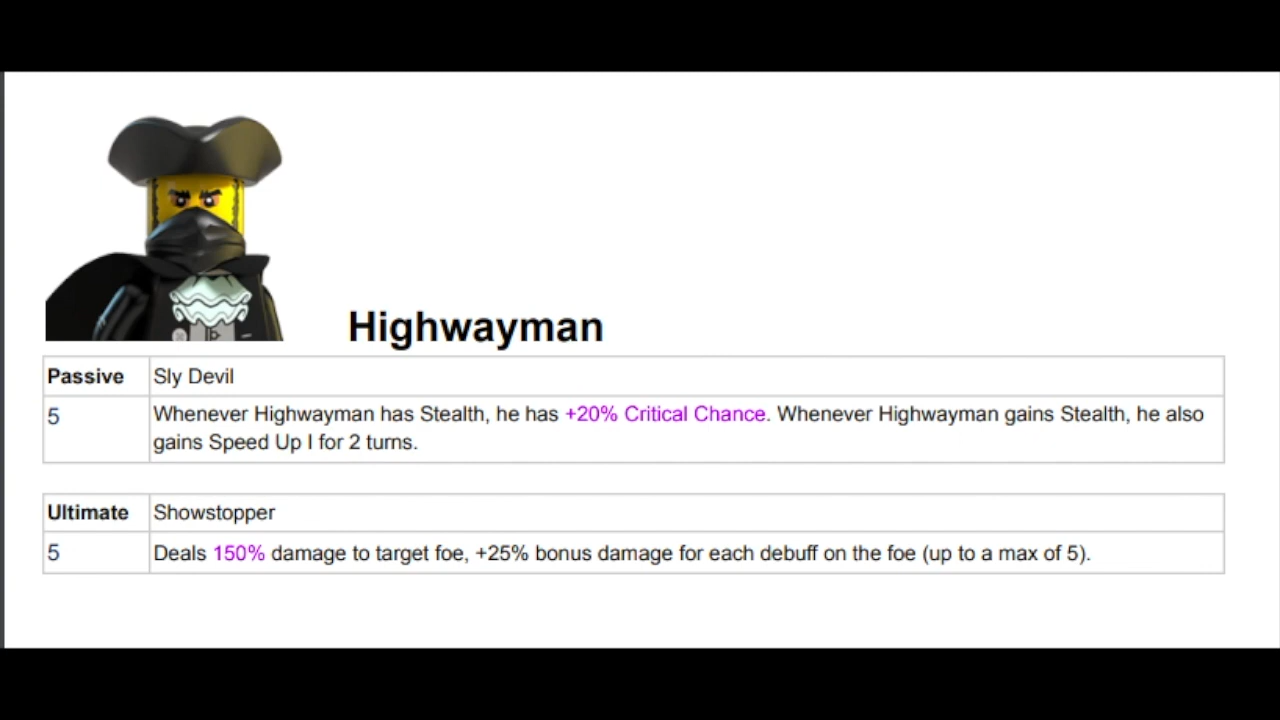 Highwayman
Passive
Sly Devil
5
Whenever Highwayman has Stealth, he has +20% Critical Chance. Whenever Highwayman gains Stealth, he also
gains Speed Up I for 2 turns.
Ultimate
Showstopper
5
Deals 150% damage to target foe, +25% bonus damage for each debuff on the foe (up to a max of 5).